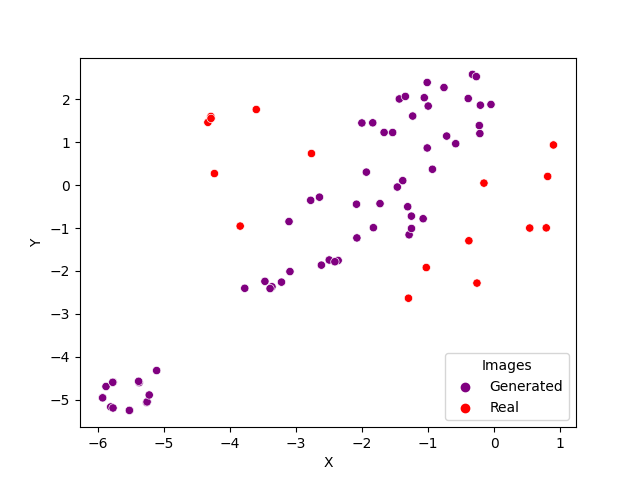 2
1
0
−1
−2
−3
−4
−5
Y
−6 −5 −4 −3 −2 −1 0 1
X
Images
Generated
Real